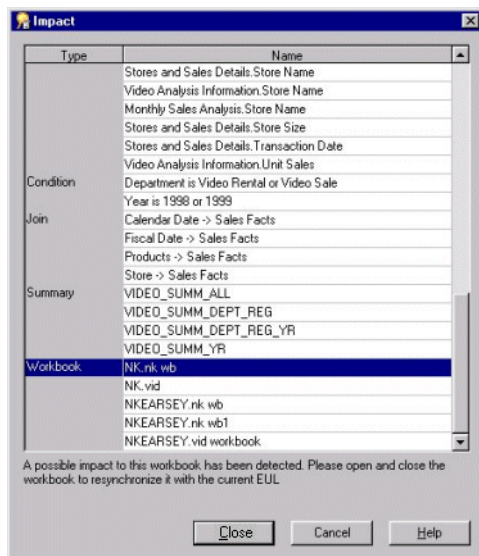 Impact
Type Name
Stores and Sales Details.Store Name
Video Analysis Information.Store Name
Monthly Sales Analysis.Store Name
Stores and Sales Details.Store Size
Stores and Sales Details.Transaction Date
Video Analysis Information.Unit Sales
Condition Department is Video Rental or Video Sale
Year is 1998 or 1999
Join Calendar Date -> Sales Facts
Fiscal Date -> Sales Facts
Products -> Sales Facts
Store -> Sales Facts
Summary VIDEO_SUMM_ALL
VIDEO_SUMM_DEPT_REG
VIDEO_SUMM_DEPT_REG_YR
VIDEO_SUMM_YR
Workbook NK.nk wb
NK.vid
NKEARSEY.nk wb
NKEARSEY.nk wb1
NKEARSEY.vid workbook
A possible impact to this workbook has been detected. Please open and close the
workbook to resynchronize it with the current EUL
Close Cancel Help